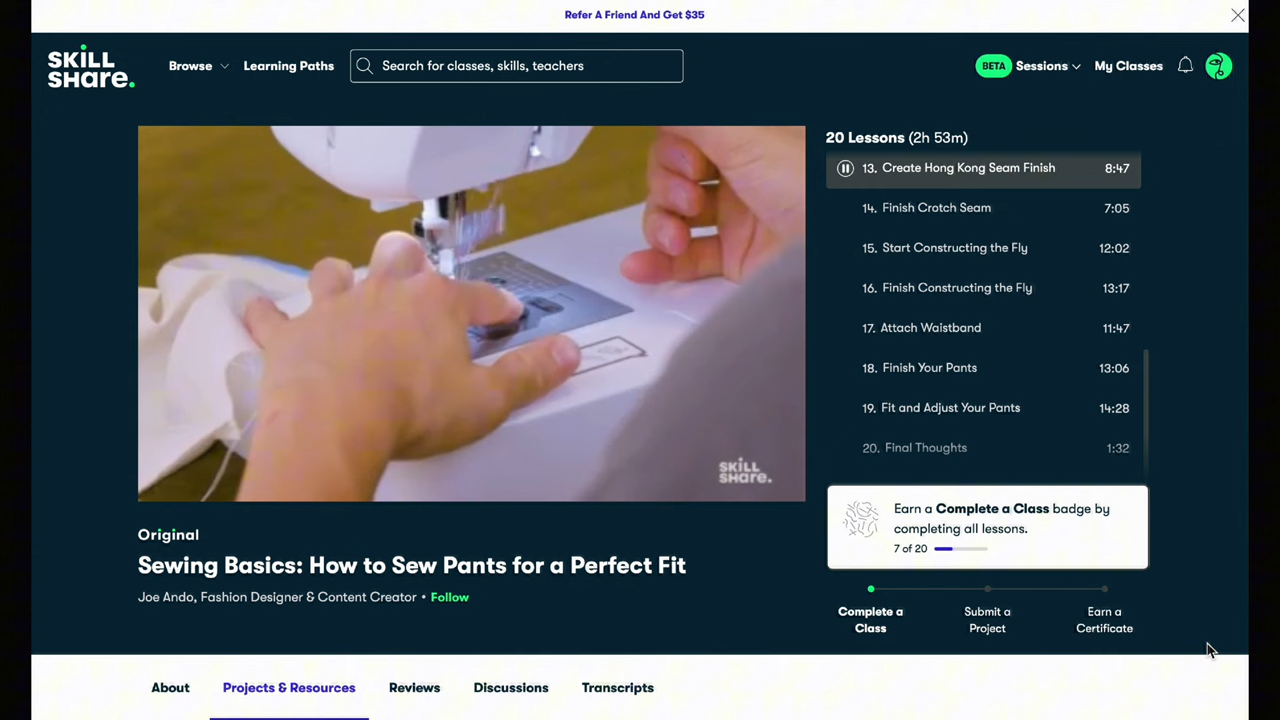 Refer A Friend And Get $35
SKILL
SHARE.
Browse
Learning Paths
Search for classes, skills, teachers
BETA
Sessions
My Classes
20 Lessons (2h 53m)
13. Create Hong Kong Seam Finish 8:47
14. Finish Crotch Seam 7:05
15. Start Constructing the Fly 12:02
16. Finish Constructing the Fly 13:17
17. Attach Waistband 11:47
18. Finish Your Pants 13:06
19. Fit and Adjust Your Pants 14:28
20. Final Thoughts 1:32
SKILL
SHARE.
Earn a Complete a Class badge by
completing all lessons.
7 of 20
Complete a
Class
Submit a
Project
Earn a
Certificate
Original
Sewing Basics: How to Sew Pants for a Perfect Fit
Joe Ando, Fashion Designer & Content Creator • Follow
About
Projects & Resources
Reviews
Discussions
Transcripts